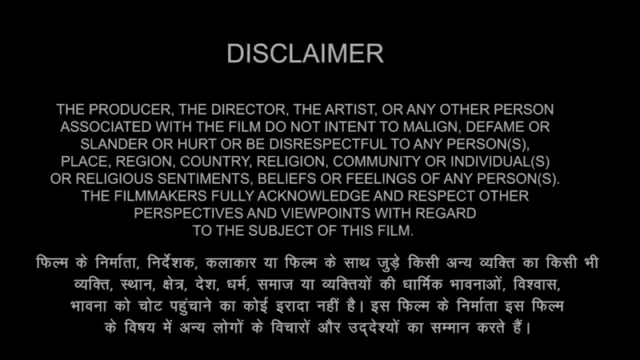 DISCLAIMER
THE PRODUCER, THE DIRECTOR, THE ARTIST, OR ANY OTHER PERSON
ASSOCIATED WITH THE FILM DO NOT INTENT TO MALIGN, DEFAME OR
SLANDER OR HURT OR BE DISRESPECTFUL TO ANY PERSON(S),
PLACE, REGION, COUNTRY, RELIGION, COMMUNITY OR INDIVIDUAL(S)
OR RELIGIOUS SENTIMENTS, BELIEFS OR FEELINGS OF ANY PERSON(S).
THE FILMMAKERS FULLY ACKNOWLEDGE AND RESPECT OTHER
PERSPECTIVES AND VIEWPOINTS WITH REGARD
TO THE SUBJECT OF THIS FILM.
फिल्म के निर्माता, निर्देशक, कलाकार या फिल्म के साथ जुड़े किसी अन्य व्यक्ति का किसी भी
व्यक्ति, स्थान, क्षेत्र, देश, धर्म, समाज या व्यक्तियों की धार्मिक भावनाओं, विश्वास,
भावना को चोट पहुंचाने का कोई इरादा नहीं है। इस फिल्म के निर्माता इस फिल्म
के विषय में अन्य लोगों के विचारों और उद्देश्यों का सम्मान करते हैं।